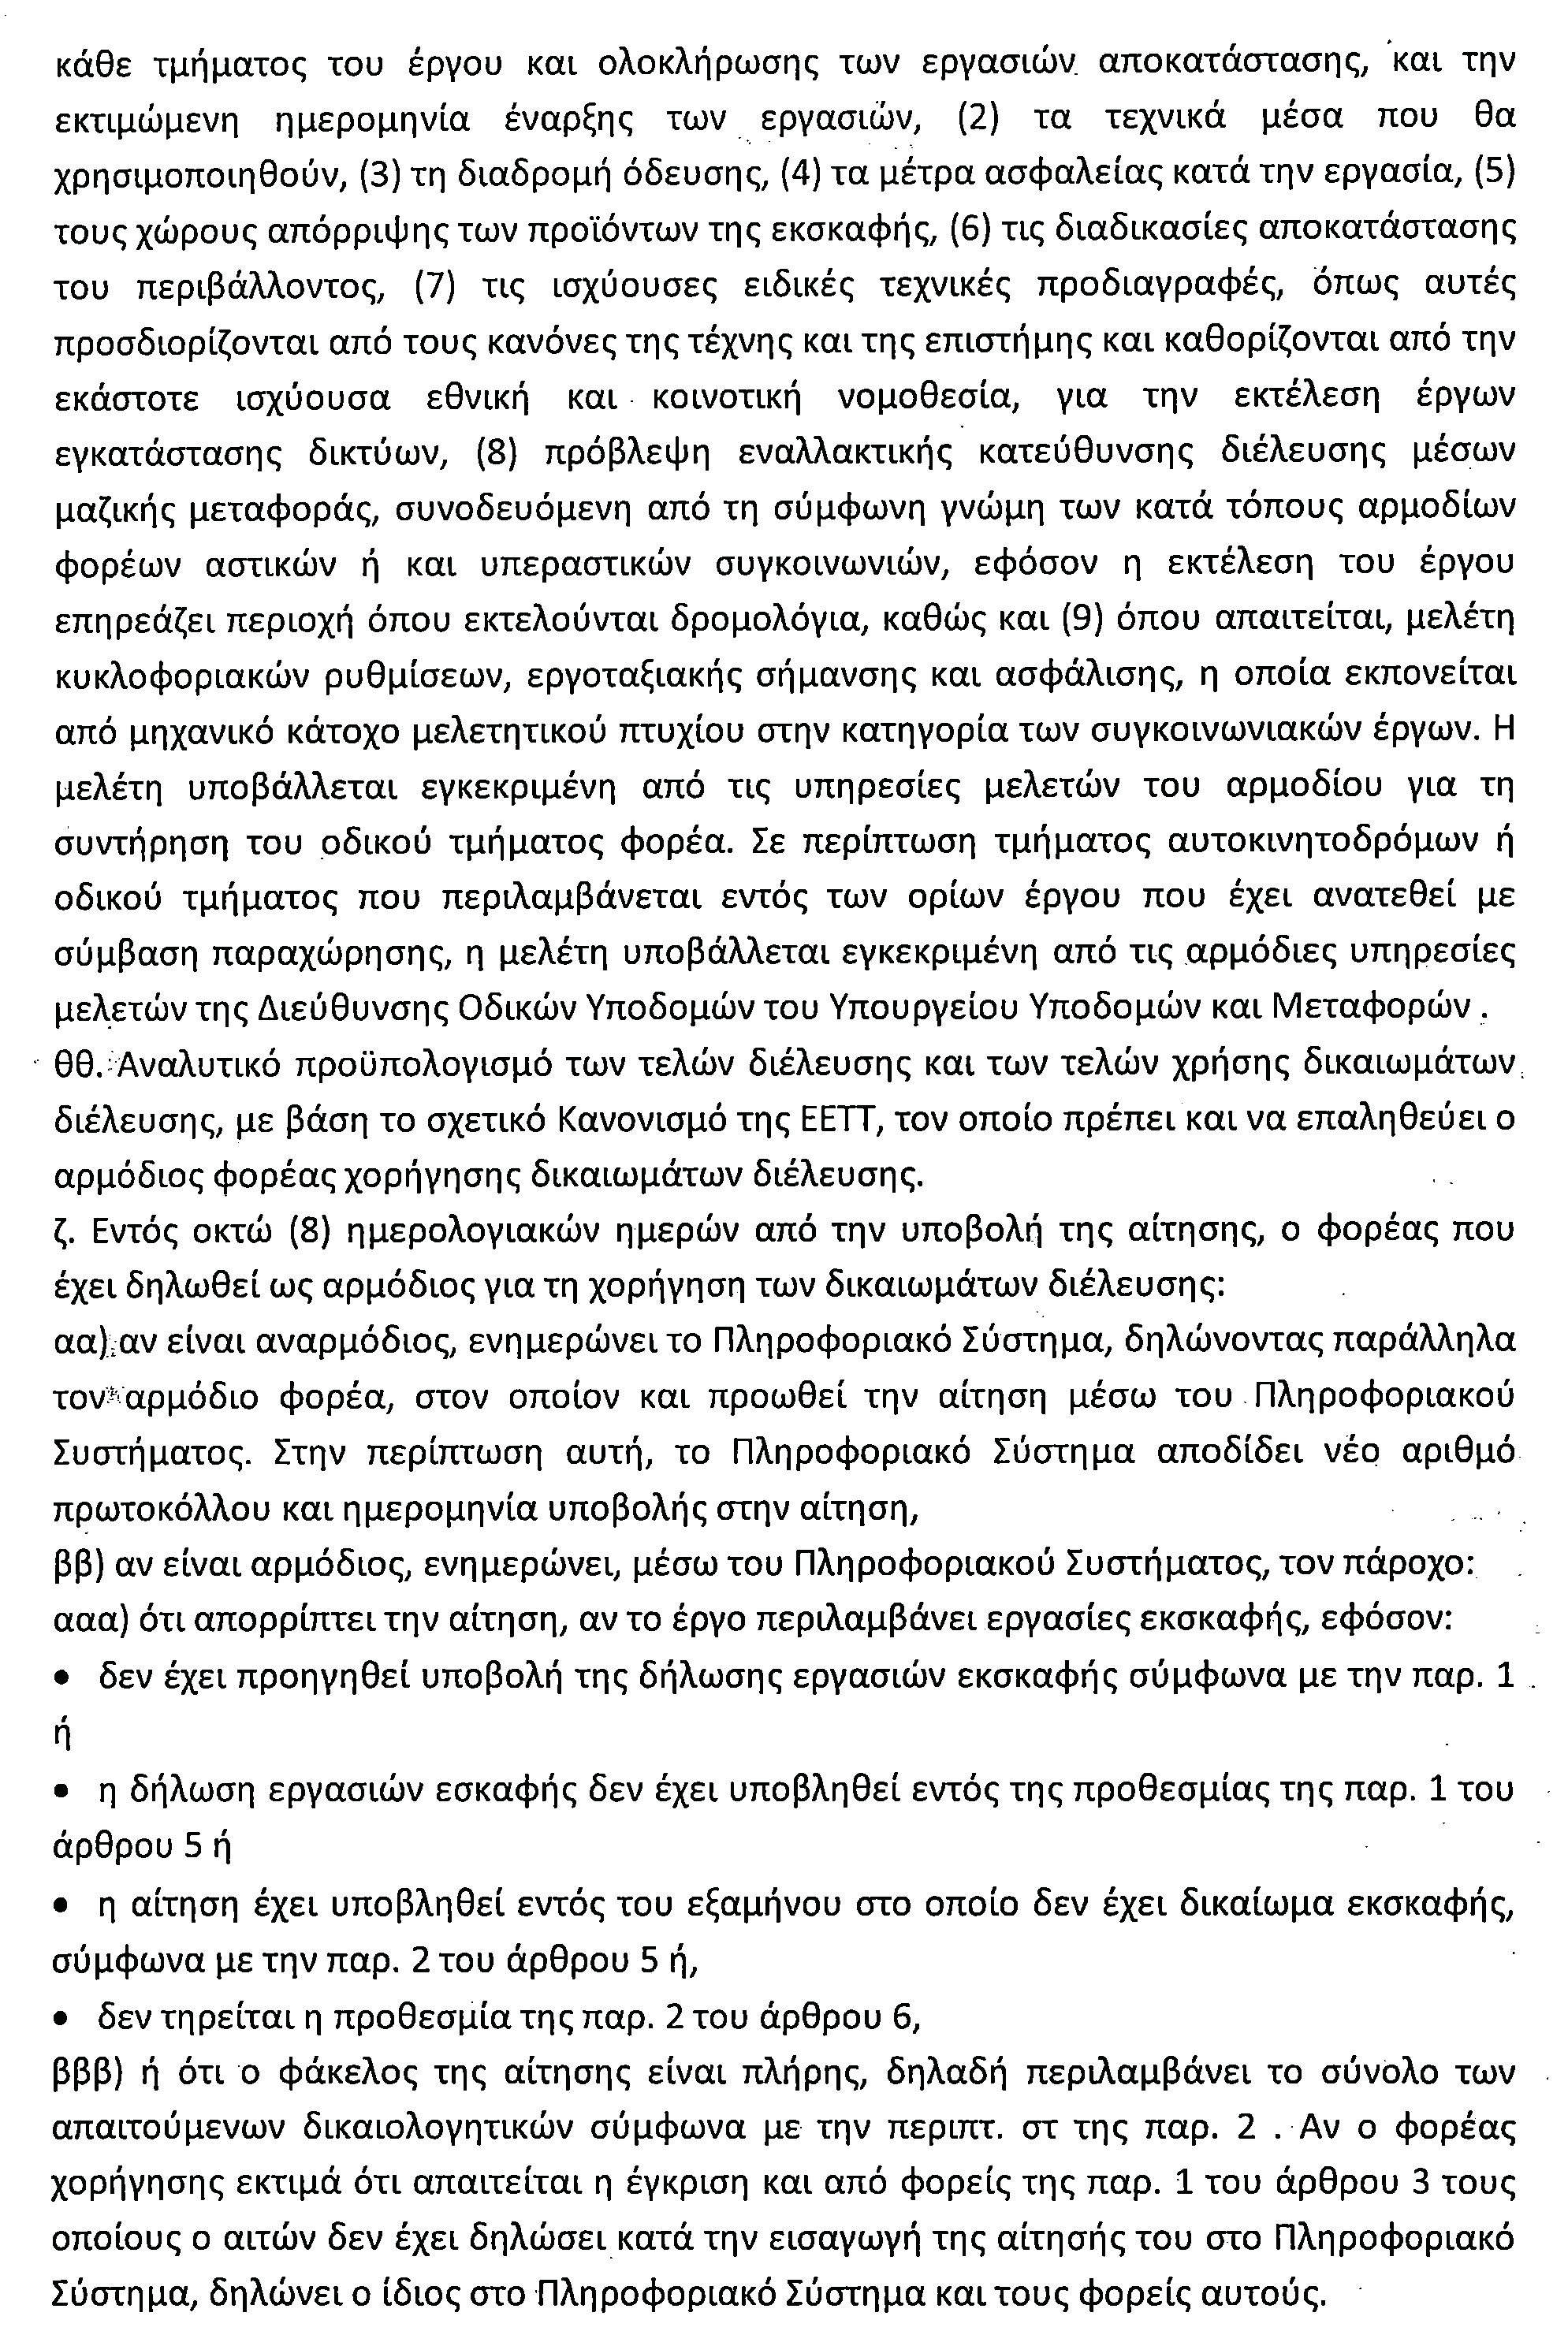 κάθε τμήματος του έργου και ολοκλήρωσης των εργασιών αποκατάστασης, και την
εκτιμώμενη ημερομηνία έναρξης των εργασιών, (2) τα τεχνικά μέσα που θα
χρησιμοποιηθούν, (3) τη διαδρομή όδευσης, (4) τα μέτρα ασφαλείας κατά την εργασία, (5)
τους χώρους απόρριψης των προϊόντων της εκσκαφής, (6) τις διαδικασίες αποκατάστασης
του περιβάλλοντος, (7) τις ισχύουσες ειδικές τεχνικές προδιαγραφές, όπως αυτές
προσδιορίζονται από τους κανόνες της τέχνης και της επιστήμης και καθορίζονται από την
εκάστοτε ισχύουσα εθνική και κοινοτική νομοθεσία, για την εκτέλεση έργων
εγκατάστασης δικτύων, (8) πρόβλεψη εναλλακτικής κατεύθυνσης διέλευσης μέσων
μαζικής μεταφοράς, συνοδευόμενη από τη σύμφωνη γνώμη των κατά τόπους αρμοδίων
φορέων αστικών ή και υπεραστικών συγκοινωνιών, εφόσον η εκτέλεση του έργου
επηρεάζει περιοχή όπου εκτελούνται δρομολόγια, καθώς και (9) όπου απαιτείται, μελέτη
κυκλοφοριακών ρυθμίσεων, εργοταξιακής σήμανσης και ασφάλισης, η οποία εκπονείται
από μηχανικό κάτοχο μελετητικού πτυχίου στην κατηγορία των συγκοινωνιακών έργων. Η
μελέτη υποβάλλεται εγκεκριμένη από τις υπηρεσίες μελετών του αρμοδίου για τη
συντήρηση του οδικού τμήματος φορέα. Σε περίπτωση τμήματος αυτοκινητοδρόμων ή
οδικού τμήματος που περιλαμβάνεται εντός των ορίων έργου που έχει ανατεθεί με
σύμβαση παραχώρησης, η μελέτη υποβάλλεται εγκεκριμένη από τις αρμόδιες υπηρεσίες
μελετών της Διεύθυνσης Οδικών Υποδομών του Υπουργείου Υποδομών και Μεταφορών .
θθ. Αναλυτικό προϋπολογισμό των τελών διέλευσης και των τελών χρήσης δικαιωμάτων
διέλευσης, με βάση το σχετικό Κανονισμό της ΕΕΤΤ, τον οποίο πρέπει και να επαληθεύει ο
αρμόδιος φορέας χορήγησης δικαιωμάτων διέλευσης.
ζ. Εντός οκτώ (8) ημερολογιακών ημερών από την υποβολή της αίτησης, ο φορέας που
έχει δηλωθεί ως αρμόδιος για τη χορήγηση των δικαιωμάτων διέλευσης:
αα) αν είναι αναρμόδιος, ενημερώνει το Πληροφοριακό Σύστημα, δηλώνοντας παράλληλα
τον αρμόδιο φορέα, στον οποίον και προωθεί την αίτηση μέσω του Πληροφοριακού
Συστήματος. Στην περίπτωση αυτή, το Πληροφοριακό Σύστημα αποδίδει νέο αριθμό
πρωτοκόλλου και ημερομηνία υποβολής στην αίτηση,
ββ) αν είναι αρμόδιος, ενημερώνει, μέσω του Πληροφοριακού Συστήματος, τον πάροχο:
ααα) ότι απορρίπτει την αίτηση, αν το έργο περιλαμβάνει εργασίες εκσκαφής, εφόσον:
• δεν έχει προηγηθεί υποβολή της δήλωσης εργασιών εκσκαφής σύμφωνα με την παρ. 1
ή
• η δήλωση εργασιών εσκαφής δεν έχει υποβληθεί εντός της προθεσμίας της παρ. 1 του
άρθρου 5 ή
• η αίτηση έχει υποβληθεί εντός του εξαμήνου στο οποίο δεν έχει δικαίωμα εκσκαφής,
σύμφωνα με την παρ. 2 του άρθρου 5 ή,
• δεν τηρείται η προθεσμία της παρ. 2 του άρθρου 6,
βββ) ή ότι ο φάκελος της αίτησης είναι πλήρης, δηλαδή περιλαμβάνει το σύνολο των
απαιτούμενων δικαιολογητικών σύμφωνα με την περιπτ. στ της παρ. 2 . Αν ο φορέας
χορήγησης εκτιμά ότι απαιτείται η έγκριση και από φορείς της παρ. 1 του άρθρου 3 τους
οποίους ο αιτών δεν έχει δηλώσει κατά την εισαγωγή της αίτησής του στο Πληροφοριακό
Σύστημα, δηλώνει ο ίδιος στο Πληροφοριακό Σύστημα και τους φορείς αυτούς.